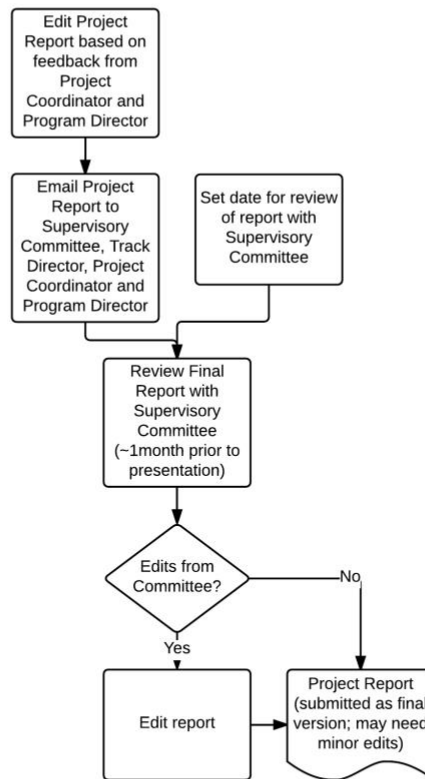 Edit Project
Report based on
feedback from
Project
Coordinator and
Program Director
Email Project
Report to
Supervisory
Committee, Track
Director, Project
Coordinator and
Program Director
Set date for review
of report with
Supervisory
Committee
Review Final
Report with
Supervisory
Committee
(~1month prior to
presentation)
Edits from
Committee?
No
Yes
Edit report
Project Report
(submitted as final
version; may need
minor edits)